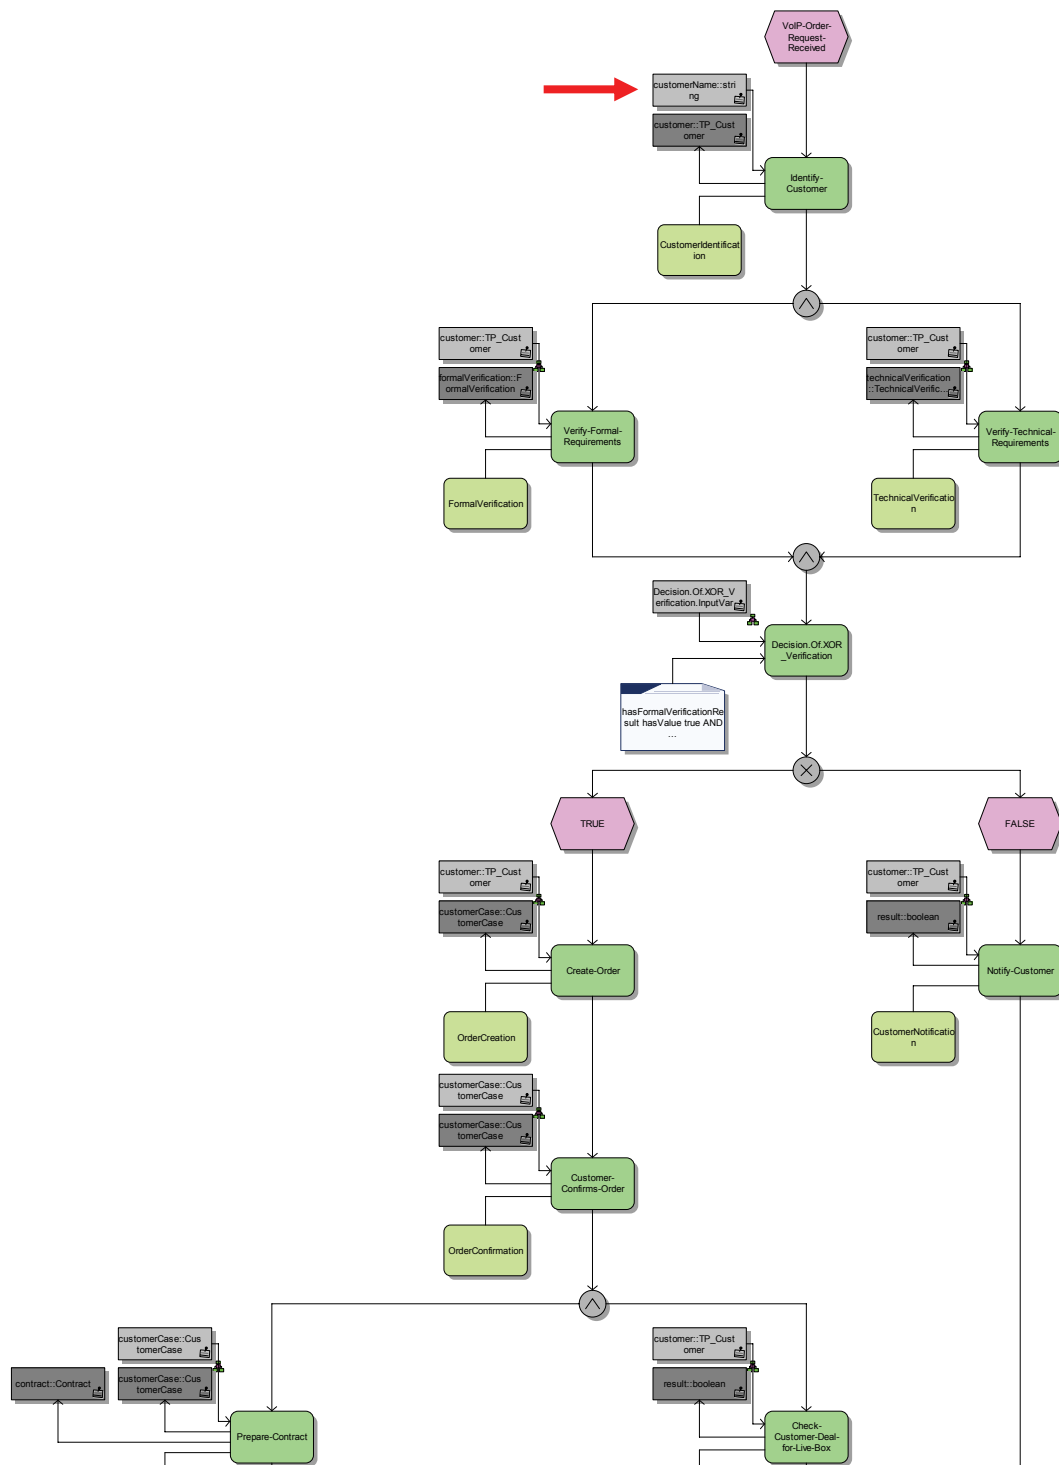 VoIP-Order-
Request-
Received
customerName::stri
ng
customer::TP_Cust
omer
Identify-
Customer
CustomerIdentificat
ion
customer::TP_Cust
omer
formalVerification::F
ormalVerification
Verify-Formal-
Requirements
FormalVerification
customer::TP_Cust
omer
technicalVerification
::TechnicalVerific...
Verify-Technical-
Requirements
TechnicalVerificatio
n
Decision.Of.XOR_V
erification.InputVar
Decision.Of.XOR
_Verification
hasFormalVerificationRe
sult hasValue true AND
...
TRUE
FALSE
customer::TP_Cust
omer
customerCase::Cus
tomerCase
Create-Order
OrderCreation
customer::TP_Cust
omer
result::boolean
Notify-Customer
CustomerNotificatio
n
customerCase::Cus
tomerCase
customerCase::Cus
tomerCase
Customer-
Confirms-Order
OrderConfirmation
customerCase::Cus
tomerCase
contract::Contract
customerCase::Cus
tomerCase
Prepare-Contract
customer::TP_Cust
omer
result::boolean
Check-
Customer-Deal-
for-Live-Box